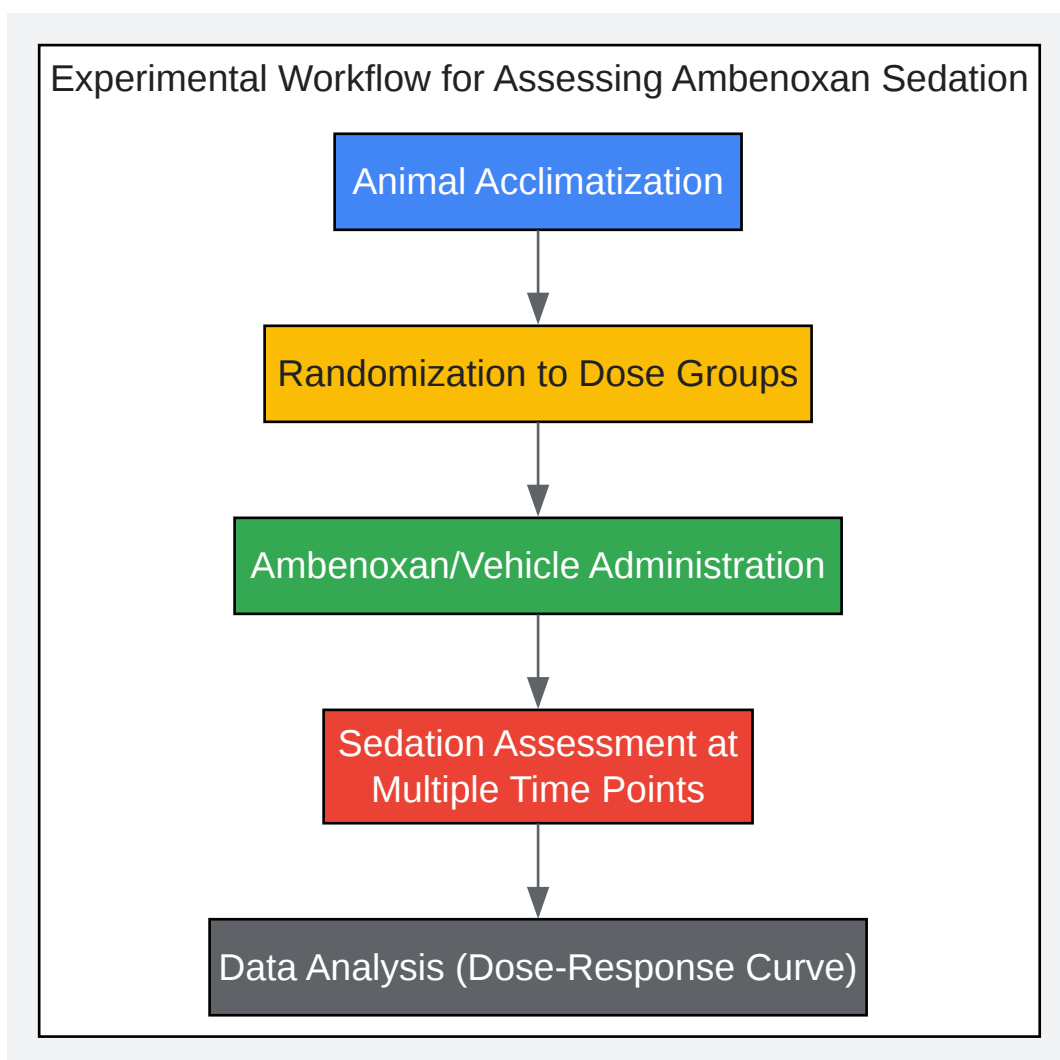 Experimental Workflow for Assessing Ambenoxan Sedation
Animal Acclimatization
Randomization to Dose Groups
Ambenoxan/Vehicle Administration
Sedation Assessment at
Multiple Time Points
Data Analysis (Dose-Response Curve)